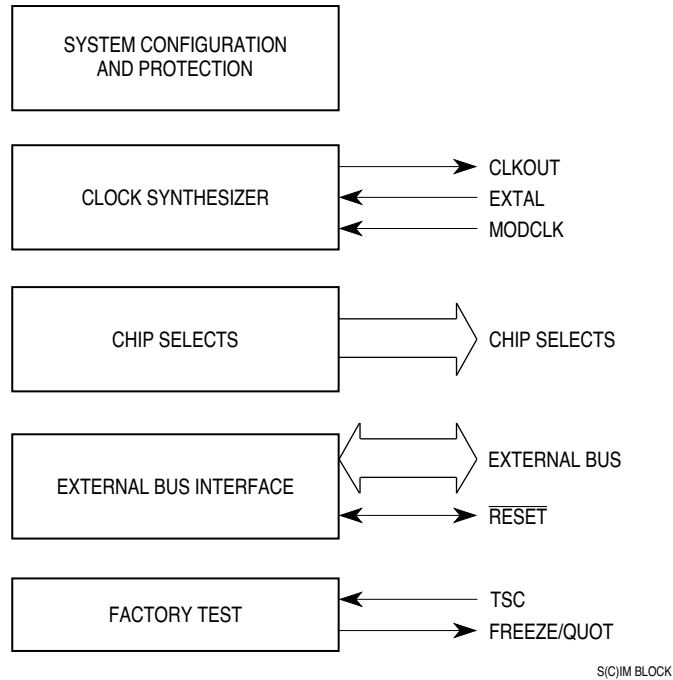 SYSTEM CONFIGURATION
AND PROTECTION
CLOCK SYNTHESIZER
CLKOUT
EXTAL
MODCLK
CHIP SELECTS
CHIP SELECTS
EXTERNAL BUS INTERFACE
EXTERNAL BUS
RESET
FACTORY TEST
TSC
FREEZE/QUOT
S(C)IM BLOCK